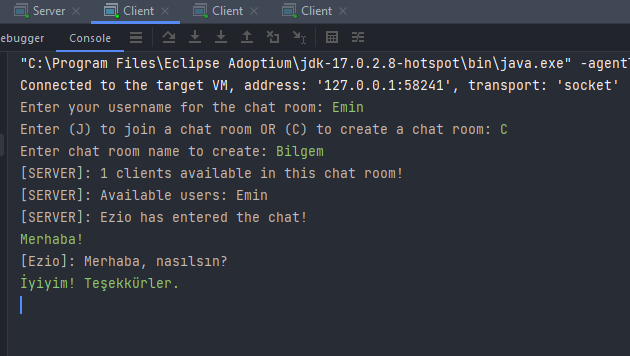 Server Client Client Client
ebugger Console
"C:\Program Files\Eclipse Adoptium\jdk-17.0.2.8-hotspot\bin\java.exe" -agentl
Connected to the target VM, address: '127.0.0.1:58241', transport: 'socket'
Enter your username for the chat room: Emin
Enter (J) to join a chat room OR (C) to create a chat room: C
Enter chat room name to create: Bilgem
[SERVER]: 1 clients available in this chat room!
[SERVER]: Available users: Emin
[SERVER]: Ezio has entered the chat!
Merhaba!
[Ezio]: Merhaba, nasılsın?
İyiyim! Teşekkürler.